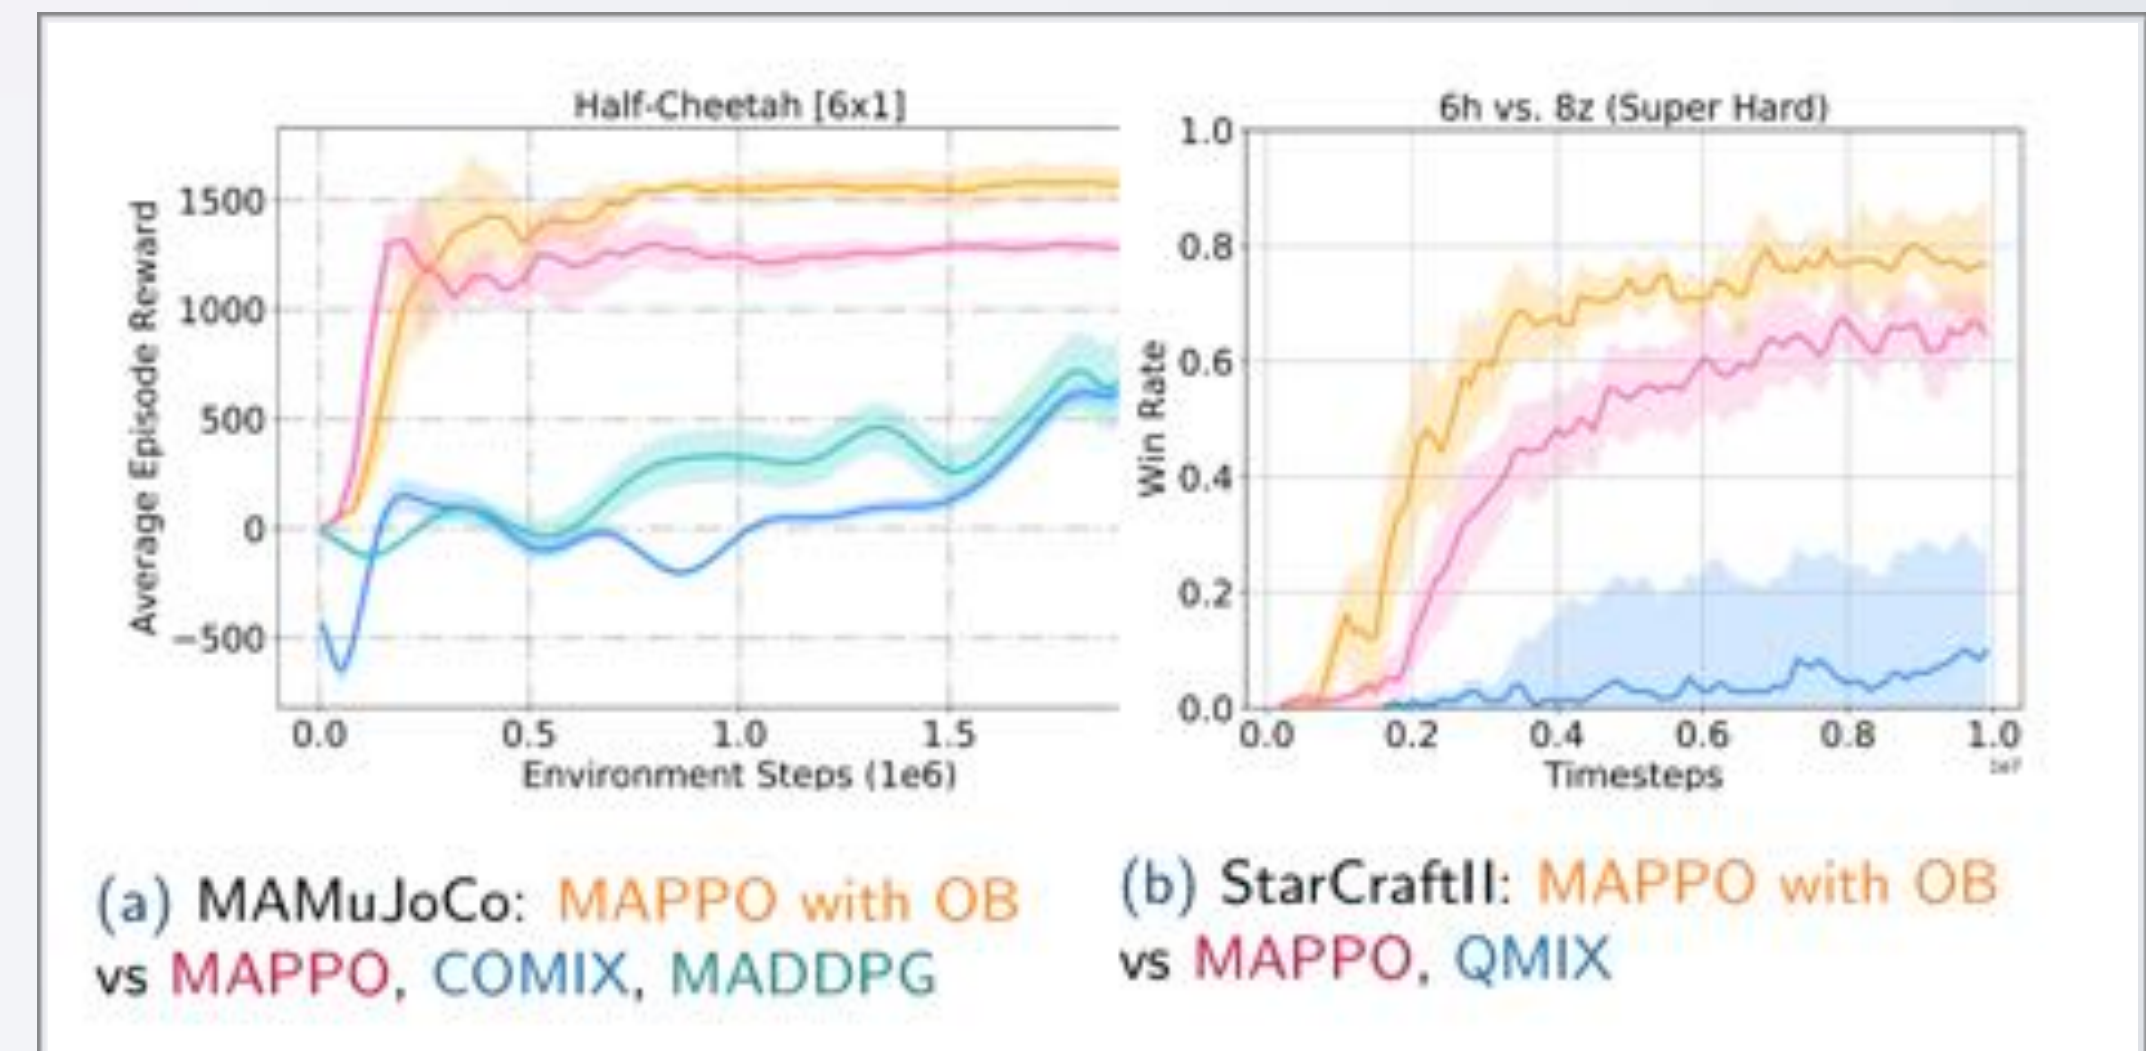 Half-Cheetah [6x1]
Average Episode Reward
1500
1000
500
0
−500
0.0 0.5 1.0 1.5
Environment Steps (1e6)
6h vs. 8z (Super Hard)
Win Rate
1.0
0.8
0.6
0.4
0.2
0.0
0.0 0.2 0.4 0.6 0.8 1.0
1e7
Timesteps
(a) MAMuJoCo: MAPPO with OB
vs MAPPO, COMIX, MADDPG
(b) StarCraftII: MAPPO with OB
vs MAPPO, QMIX